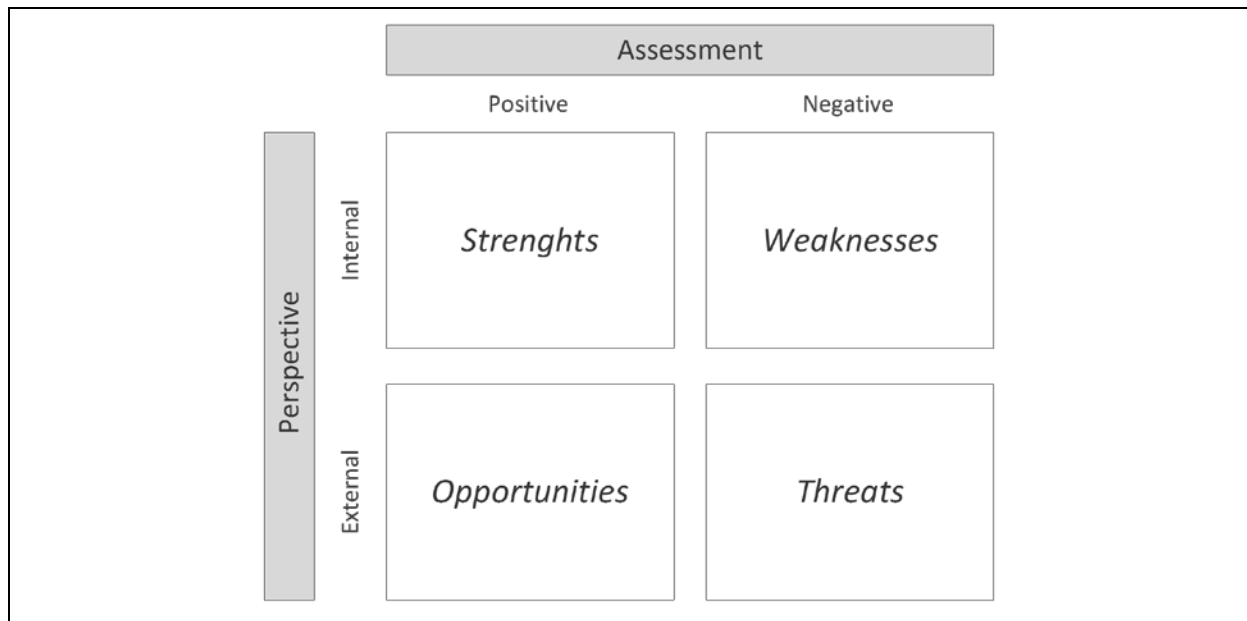 Assessment
Positive Negative
Perspective
Internal
Strenghts Weaknesses
External
Opportunities Threats